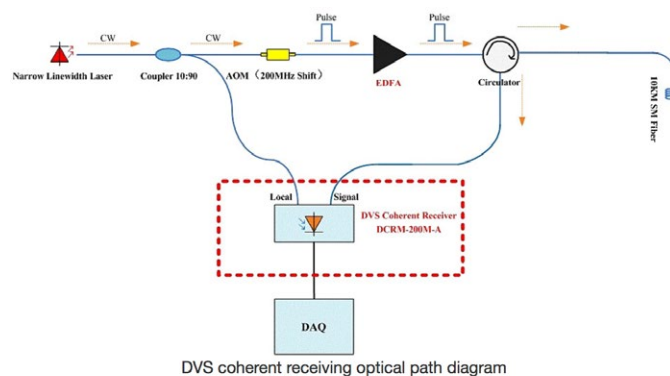 CW
CW
Pulse
Pulse
Narrow Linewidth Laser
Coupler 10:90
AOM（200MHz Shift）
EDFA
Circulator
10KM SM Fiber
Local
Signal
DVS Coherent Receiver
DCRM-200M-A
DAQ
DVS coherent receiving optical path diagram